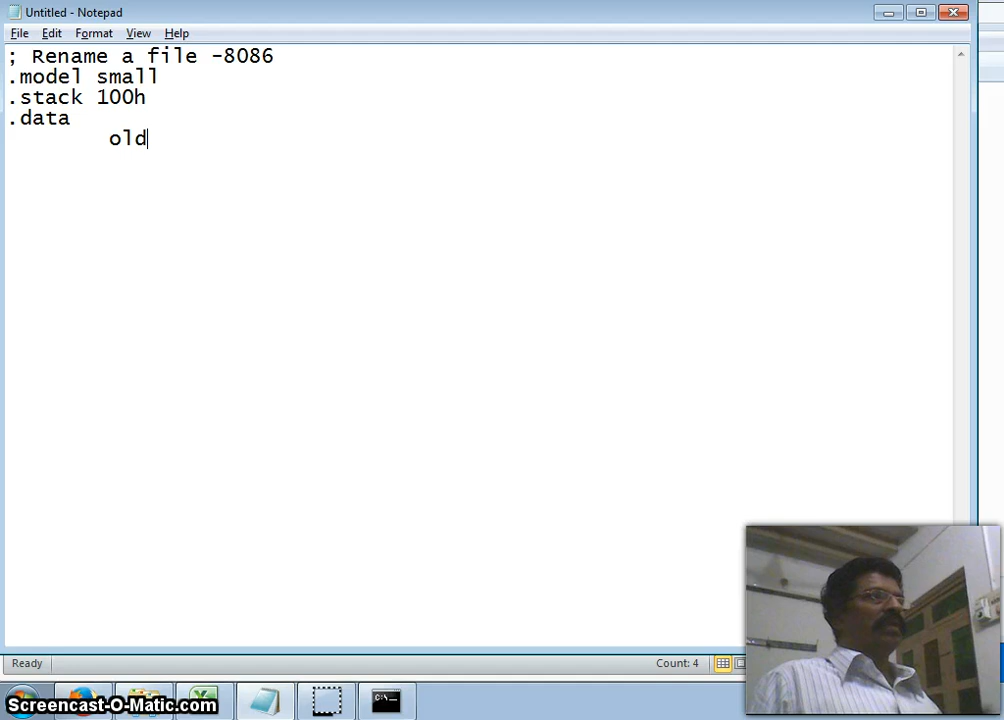 Untitled - Notepad
File Edit Format View Help
; Rename a file -8086
.model small
.stack 100h
.data
old
Ready
Count: 4
C:\_
Screencast-O-Matic.com